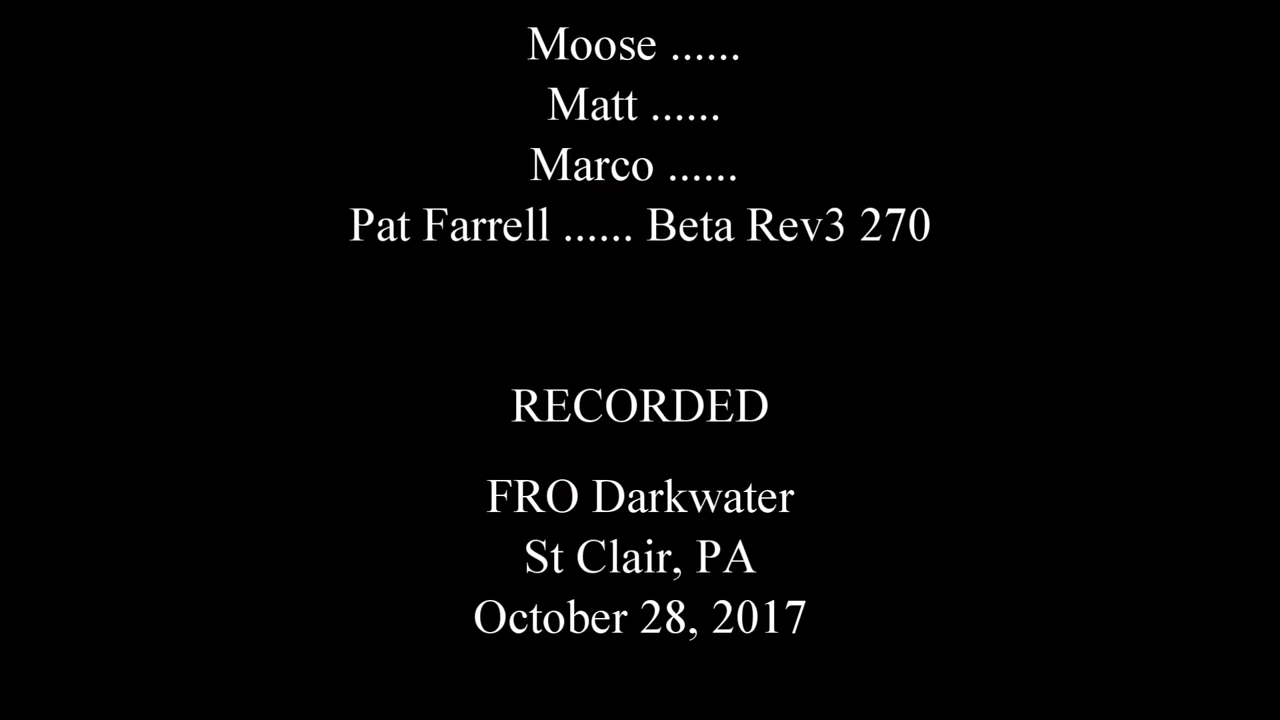 Moose ......
Matt ......
Marco ......
Pat Farrell ...... Beta Rev3 270
RECORDED
FRO Darkwater
St Clair, PA
October 28, 2017